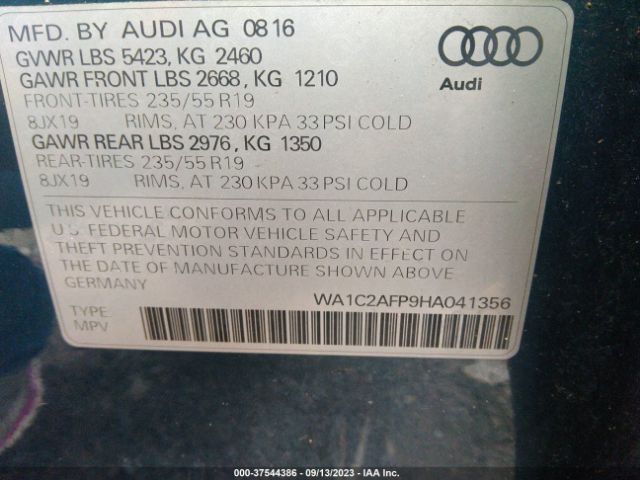 MFD. BY AUDI AG 08 16
GVWR LBS 5423, KG 2460
GAWR FRONT LBS 2668, KG 1210
FRONT-TIRES 235/55 R19
8JX19 RIMS, AT 230 KPA 33 PSI COLD
GAWR REAR LBS 2976, KG 1350
REAR-TIRES 235/55 R19
8JX19 RIMS, AT 230 KPA 33 PSI COLD
Audi
THIS VEHICLE CONFORMS TO ALL APPLICABLE
U.S. FEDERAL MOTOR VEHICLE SAFETY AND
THEFT PREVENTION STANDARDS IN EFFECT ON
THE DATE OF MANUFACTURE SHOWN ABOVE.
GERMANY
WA1C2AFP9HA041356
TYPE
MPV
000-37544386 - 09/13/2023 - IAA Inc.